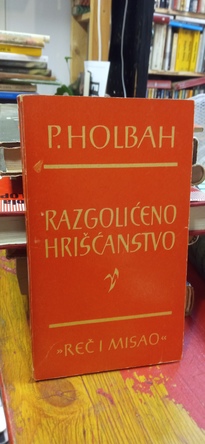 P. HOLBAH
RAZGOLIĆENO
HRIŠĆANSTVO
„REČ I MISAO“